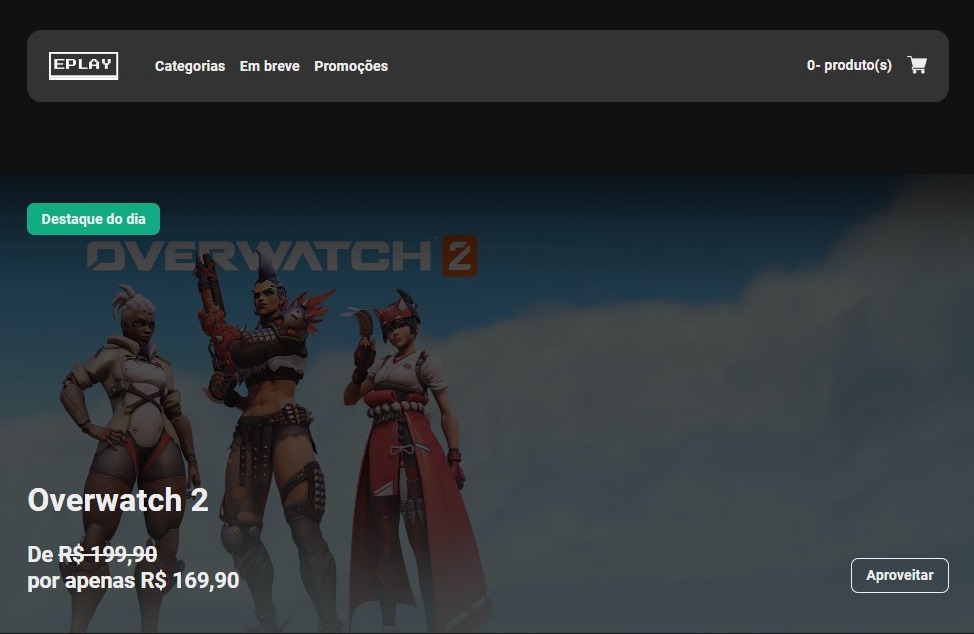 EPLAY
Categorias Em breve Promoções
0- produto(s)
Destaque do dia
OVERWATCH 2
Overwatch 2
De R$ 199,90
por apenas R$ 169,90
Aproveitar